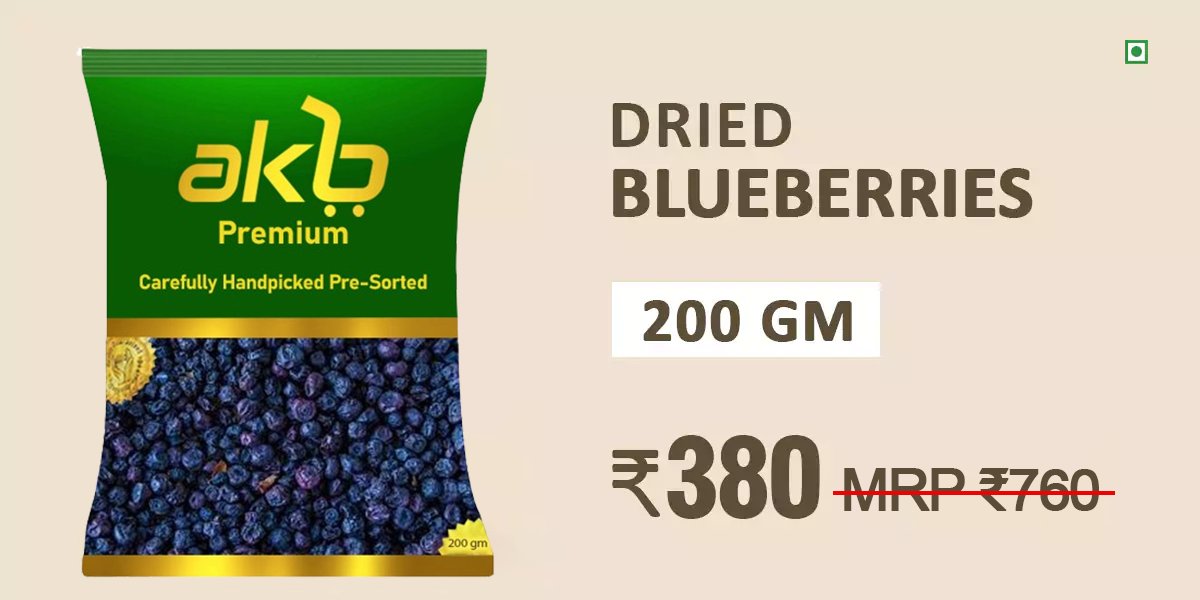 akb
Premium
Carefully Handpicked Pre-Sorted
200 gm
DRIED
BLUEBERRIES
200 GM
₹380 MRP ₹760